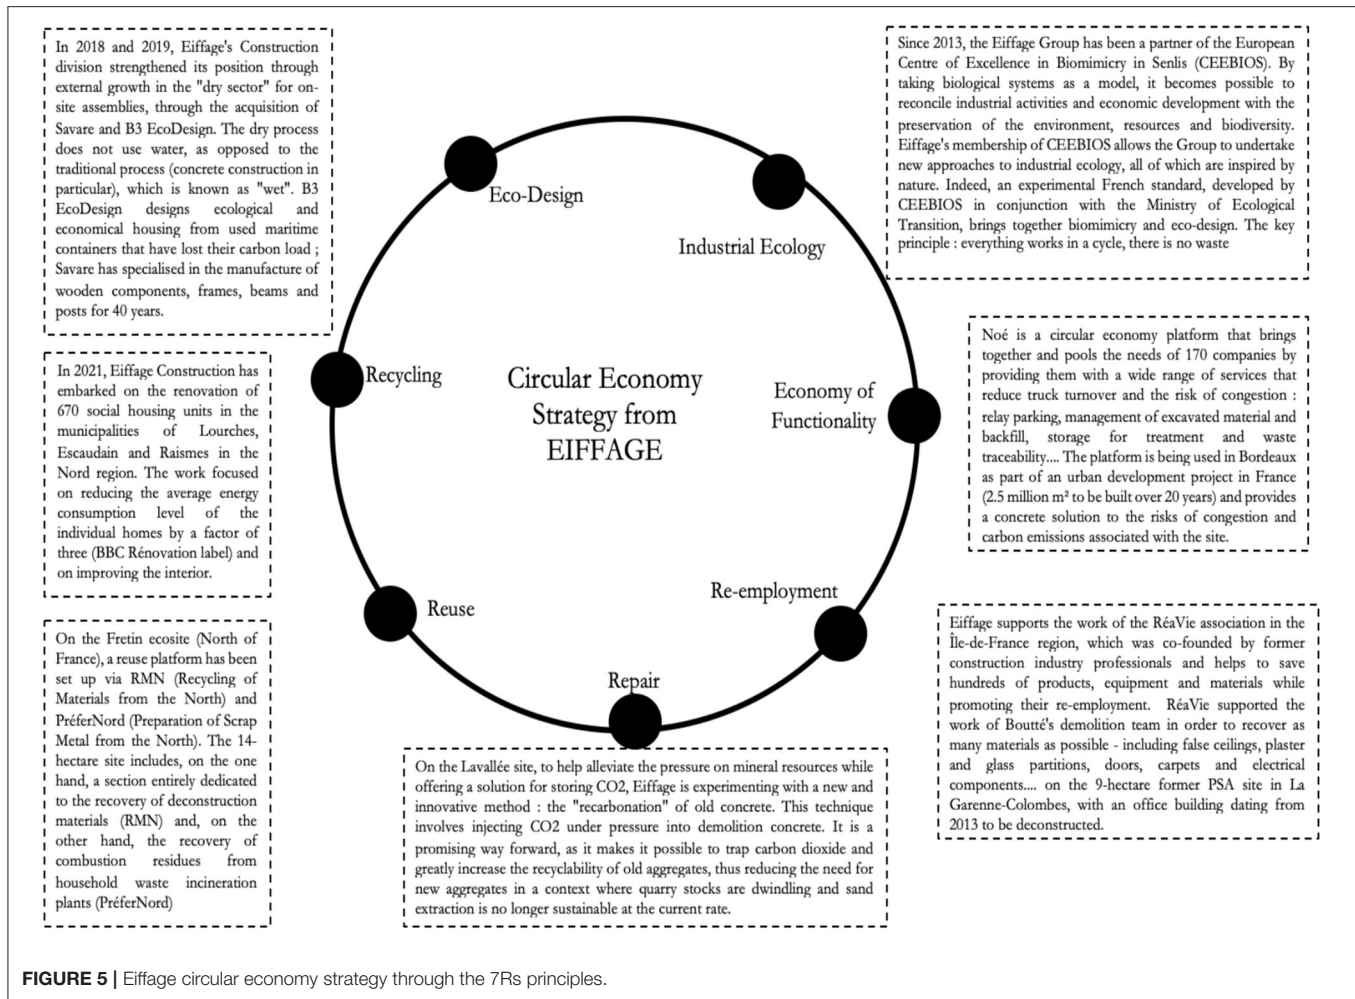 In 2018 and 2019, Eiffage's Construction
division strengthened its position through
external growth in the "dry sector" for on-
site assemblies, through the acquisition of
Savare and B3 EcoDesign. The dry process
does not use water, as opposed to the
traditional process (concrete construction in
particular), which is known as "wet". B3
EcoDesign designs ecological and
economical housing from used maritime
containers that have lost their carbon load ;
Savare has specialised in the manufacture of
wooden components, frames, beams and
posts for 40 years.
Since 2013, the Eiffage Group has been a partner of the European
Centre of Excellence in Biomimicry in Senlis (CEEBIOS). By
taking biological systems as a model, it becomes possible to
reconcile industrial activities and economic development with the
preservation of the environment, resources and biodiversity.
Eiffage's membership of CEEBIOS allows the Group to undertake
new approaches to industrial ecology, all of which are inspired by
nature. Indeed, an experimental French standard, developed by
CEEBIOS in conjunction with the Ministry of Ecological
Transition, brings together biomimicry and eco-design. The key
principle : everything works in a cycle, there is no waste
Eco-Design
Industrial Ecology
Recycling
Circular Economy
Strategy from
EIFFAGE
Economy of
Functionality
In 2021, Eiffage Construction has
embarked on the renovation of
670 social housing units in the
municipalities of Lourches,
Escaudain and Raismes in the
Nord region. The work focused
on reducing the average energy
consumption level of the
individual homes by a factor of
three (BBC Rénovation label) and
on improving the interior.
Noé is a circular economy platform that brings
together and pools the needs of 170 companies by
providing them with a wide range of services that
reduce truck turnover and the risk of congestion :
relay parking, management of excavated material and
backfill, storage for treatment and waste
traceability.... The platform is being used in Bordeaux
as part of an urban development project in France
(2.5 million m² to be built over 20 years) and provides
a concrete solution to the risks of congestion and
carbon emissions associated with the site.
Reuse
Re-employment
Repair
On the Fretin ecosite (North of
France), a reuse platform has been
set up via RMN (Recycling of
Materials from the North) and
PréferNord (Preparation of Scrap
Metal from the North). The 14-
hectare site includes, on the one
hand, a section entirely dedicated
to the recovery of deconstruction
materials (RMN) and, on the
other hand, the recovery of
combustion residues from
household waste incineration
plants (PréferNord)
On the Lavallée site, to help alleviate the pressure on mineral resources while
offering a solution for storing CO2, Eiffage is experimenting with a new and
innovative method : the "recarbonation" of old concrete. This technique
involves injecting CO2 under pressure into demolition concrete. It is a
promising way forward, as it makes it possible to trap carbon dioxide and
greatly increase the recyclability of old aggregates, thus reducing the need for
new aggregates in a context where quarry stocks are dwindling and sand
extraction is no longer sustainable at the current rate.
Eiffage supports the work of the RéaVie association in the
Île-de-France region, which was co-founded by former
construction industry professionals and helps to save
hundreds of products, equipment and materials while
promoting their re-employment. RéaVie supported the
work of Boutté's demolition team in order to recover as
many materials as possible - including false ceilings, plaster
and glass partitions, doors, carpets and electrical
components.... on the 9-hectare former PSA site in La
Garenne-Colombes, with an office building dating from
2013 to be deconstructed.
FIGURE 5 | Eiffage circular economy strategy through the 7Rs principles.